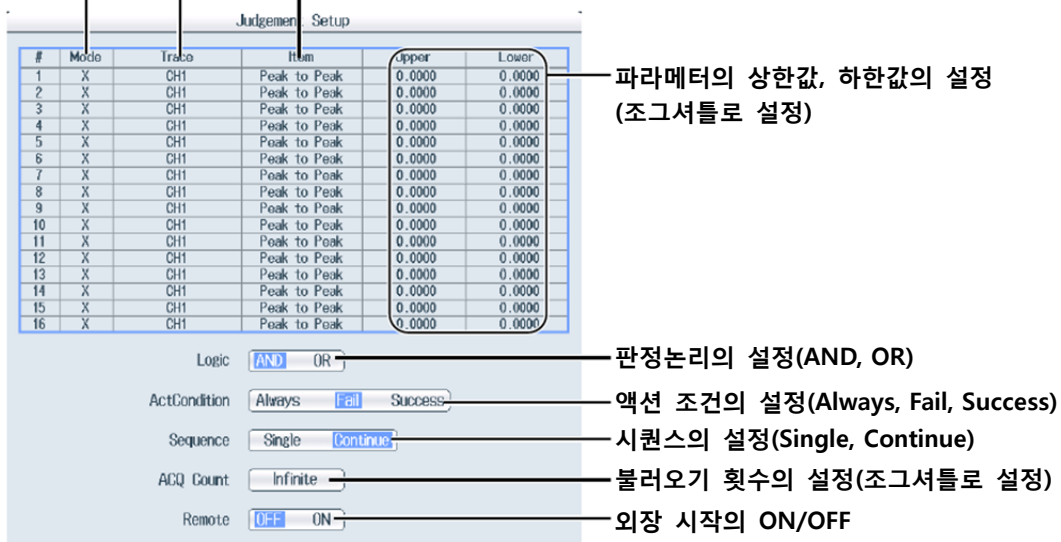 Judgement Setup
# Mode Trace Item Upper Lower
1 X CH1 Peak to Peak 0.0000 0.0000
2 X CH1 Peak to Peak 0.0000 0.0000
3 X CH1 Peak to Peak 0.0000 0.0000
4 X CH1 Peak to Peak 0.0000 0.0000
5 X CH1 Peak to Peak 0.0000 0.0000
6 X CH1 Peak to Peak 0.0000 0.0000
7 X CH1 Peak to Peak 0.0000 0.0000
8 X CH1 Peak to Peak 0.0000 0.0000
9 X CH1 Peak to Peak 0.0000 0.0000
10 X CH1 Peak to Peak 0.0000 0.0000
11 X CH1 Peak to Peak 0.0000 0.0000
12 X CH1 Peak to Peak 0.0000 0.0000
13 X CH1 Peak to Peak 0.0000 0.0000
14 X CH1 Peak to Peak 0.0000 0.0000
15 X CH1 Peak to Peak 0.0000 0.0000
16 X CH1 Peak to Peak 0.0000 0.0000
파라메터의 상한값, 하한값의 설정
(조그셔틀로 설정)
Logic AND OR 판정논리의 설정(AND, OR)
ActCondition Always Fail Success 액션 조건의 설정(Always, Fail, Success)
Sequence Single Continue 시퀀스의 설정(Single, Continue)
ACQ Count Infinite 불러오기 횟수의 설정(조그셔틀로 설정)
Remote OFF ON 외장 시작의 ON/OFF